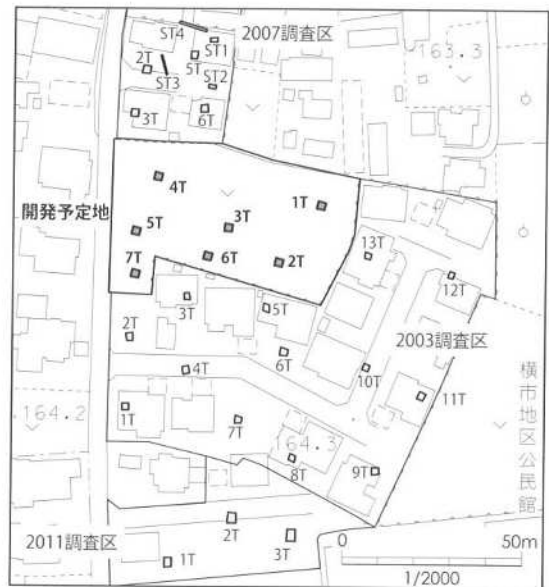 ST4
2007調査区
ST1
2T
5T
ST3
ST2
163.3
3T
6T
4T
1T
開発予定地
5T
3T
7T
6T
2T
13T
12T
3T
5T
2T
2003調査区
6T
4T
10T
11T
164.2
1T
7T
164.3
8T
9T
横市地区公民館
2011調査区
2T
1T
3T
0
50m
1/2000